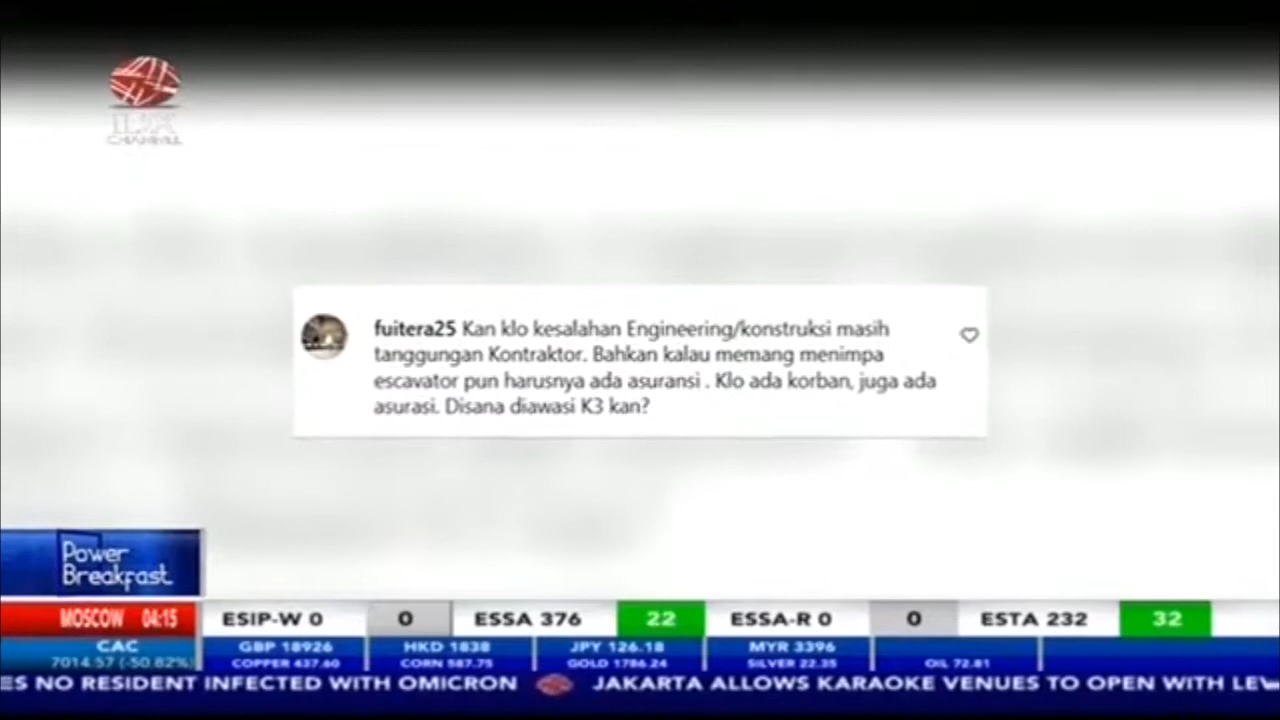 IDX
CHANNEL
fuitera25 Kan klo kesalahan Engineering/konstruksi masih
tanggungan Kontraktor. Bahkan kalau memang menimpa
escavator pun harusnya ada asuransi . Klo ada korban, juga ada
asurasi. Disana diawasi K3 kan?
Power
Breakfast
MOSCOW 04:15 ESIP-W 0 0 ESSA 376 22 ESSA-R 0 0 ESTA 232 32
CAC GBP 18926 HKD 1838 JPY 126.18 MYR 3396
7014.57 (-50.82%) COPPER 437.60 CORN 587.75 GOLD 1786.24 SILVER 22.35 OIL 72.81
ES NO RESIDENT INFECTED WITH OMICRON JAKARTA ALLOWS KARAOKE VENUES TO OPEN WITH